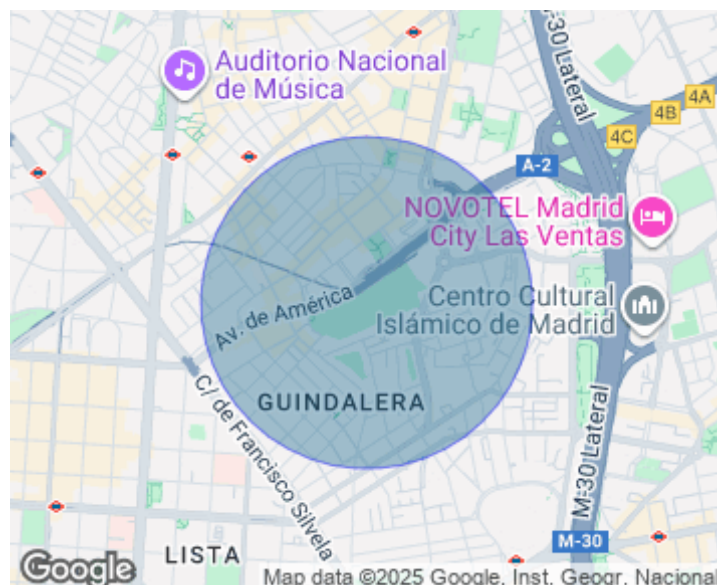 Auditorio Nacional
de Música
M-30 Lateral
4A
4B
4C
A-2
NOVOTEL Madrid
City Las Ventas
Centro Cultural
Islámico de Madrid
Av. de América
GUINDALERA
C/ de Francisco Silvela
M-30 Lateral
M-30
LISTA
Google
Map data ©2025 Google, Inst. Geogr. Nacional